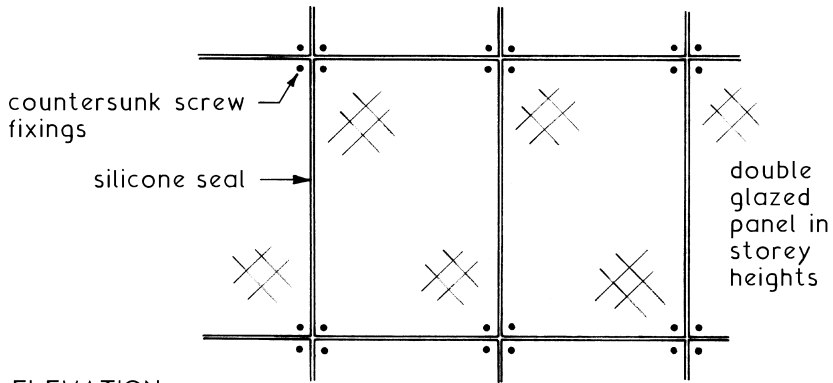 countersunk screw
fixings
silicone seal
double
glazed
panel in
storey
heights
ELEVATION